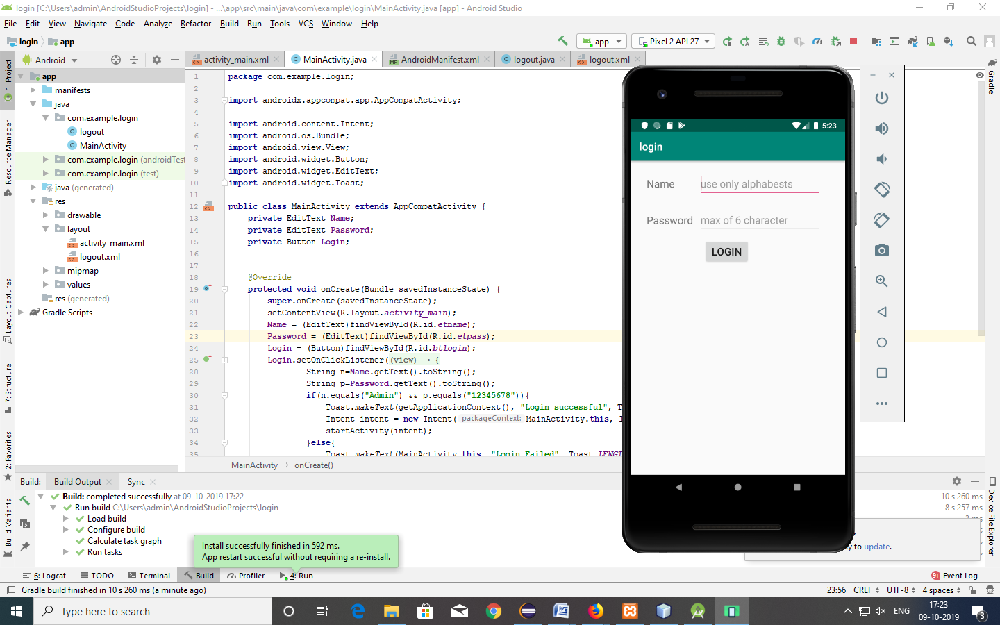 login [C:\Users\admin\AndroidStudioProjects\login] - ...\app\src\main\java\com\example\login\MainActivity.java [app] - Android Studio
File Edit View Navigate Code Analyze Refactor Build Run Tools VCS Window Help
login app
app Pixel 2 API 27
1: Project
Resource Manager
Layout Captures
7: Structure
2: Favorites
Build Variants
Android
app
manifests
java
com.example.login
logout
MainActivity
com.example.login (androidTest
com.example.login (test)
java (generated)
res
drawable
layout
activity_main.xml
logout.xml
mipmap
values
res (generated)
Gradle Scripts
activity_main.xml MainActivity.java AndroidManifest.xml logout.java logout.xml
1 package com.example.login;
2
3 import androidx.appcompat.app.AppCompatActivity;
4
5 import android.content.Intent;
6 import android.os.Bundle;
7 import android.view.View;
8 import android.widget.Button;
9 import android.widget.EditText;
10 import android.widget.Toast;
11
12 public class MainActivity extends AppCompatActivity {
13 private EditText Name;
14 private EditText Password;
15 private Button Login;
16
17
18 @Override
19 protected void onCreate(Bundle savedInstanceState) {
20 super.onCreate(savedInstanceState);
21 setContentView(R.layout.activity_main);
22 Name = (EditText)findViewById(R.id.etname);
23 Password = (EditText)findViewById(R.id.etpass);
24 Login = (Button)findViewById(R.id.btlogin);
25 Login.setOnClickListener((view) → {
28 String n=Name.getText().toString();
29 String p=Password.getText().toString();
30 if(n.equals("Admin") && p.equals("12345678")){
31 Toast.makeText(getApplicationContext(), "Login successful", T
32 Intent intent = new Intent( packageContext: MainActivity.this, l
33 startActivity(intent);
34 }else{
35 Toast.makeText(MainActivity.this, "Login Failed", Toast.LENGT
MainActivity onCreate()
5:23
login
Name use only alphabests
Password max of 6 character
LOGIN
Gradle
Device File Explorer
Build: Build Output Sync
Build: completed successfully at 09-10-2019 17:22 10 s 260 ms
Run build C:\Users\admin\AndroidStudioProjects\login 8 s 257 ms
Load build
Configure build
Calculate task graph
Run tasks
Install successfully finished in 592 ms.
App restart successful without requiring a re-install.
to update.
6: Logcat TODO Terminal Build Profiler 4: Run 9+ Event Log
Gradle build finished in 10 s 260 ms (a minute ago) 23:56 CRLF UTF-8 4 spaces
Type here to search
ENG 17:23
09-10-2019
3